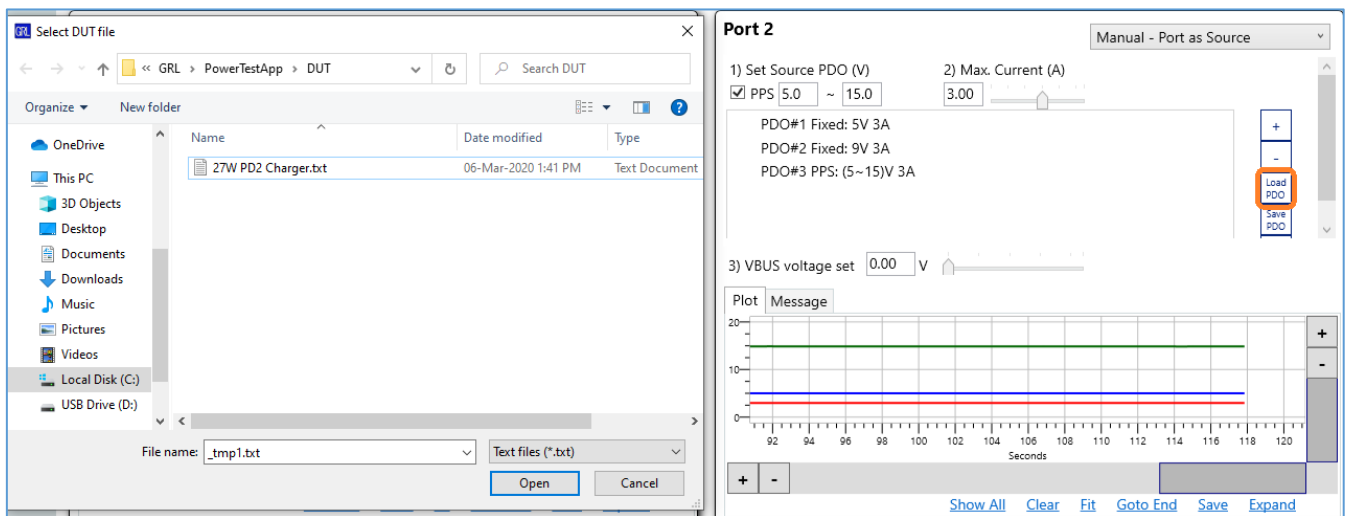 GRL Select DUT file
« GRL › PowerTestApp › DUT
Search DUT
Organize
New folder
OneDrive
This PC
3D Objects
Desktop
Documents
Downloads
Music
Pictures
Videos
Local Disk (C:)
USB Drive (D:)
Name Date modified Type
27W PD2 Charger.txt 06-Mar-2020 1:41 PM Text Document
File name: _tmp1.txt Text files (*.txt)
Open Cancel
Port 2
Manual - Port as Source
1) Set Source PDO (V) 2) Max. Current (A)
PPS 5.0 ~ 15.0 3.00
PDO#1 Fixed: 5V 3A
PDO#2 Fixed: 9V 3A
PDO#3 PPS: (5~15)V 3A
+
-
Load
PDO
Save
PDO
3) VBUS voltage set 0.00 V
Plot Message
20
10
0
92 94 96 98 100 102 104 106 108 110 112 114 116 118 120
Seconds
+
-
+ -
Show All Clear Fit Goto End Save Expand